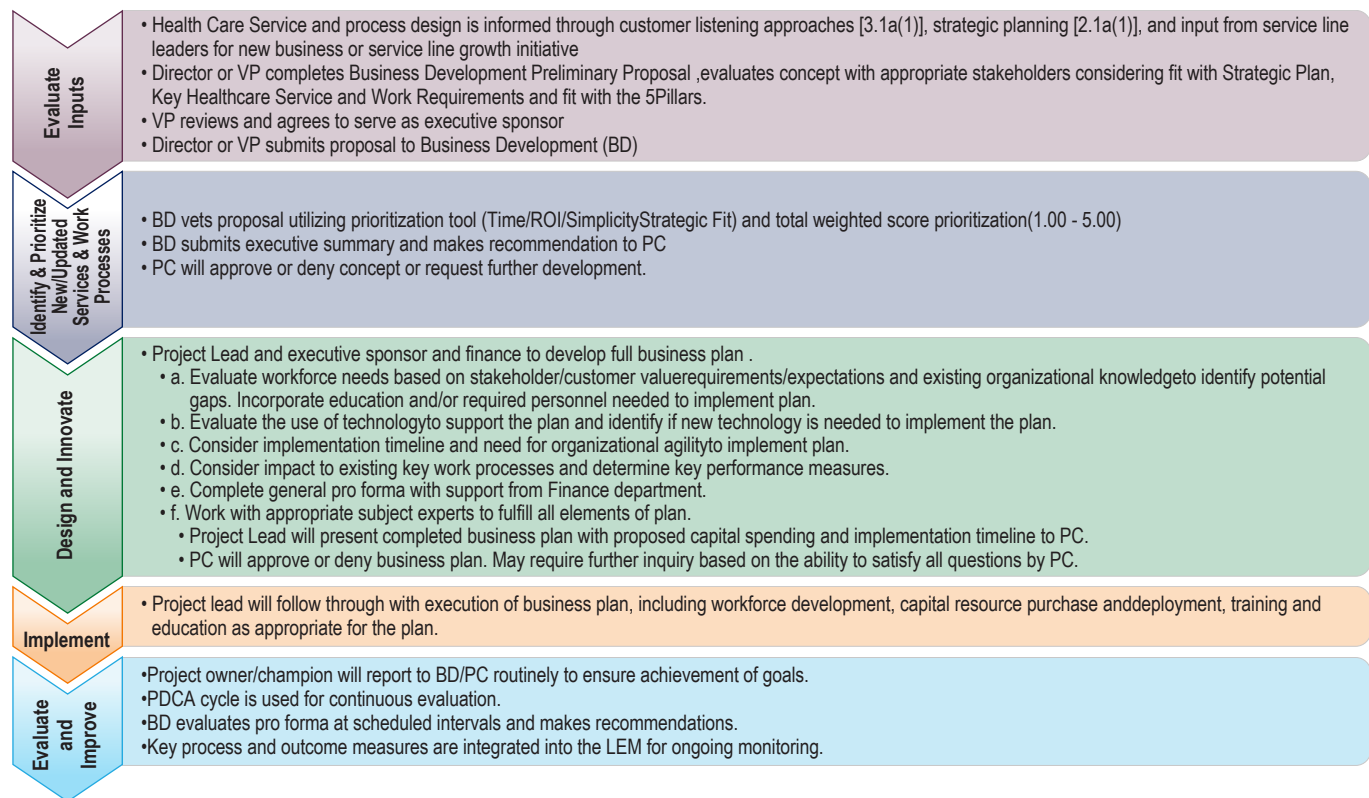 Evaluate
Inputs
• Health Care Service and process design is informed through customer listening approaches [3.1a(1)], strategic planning [2.1a(1)], and input from service line
leaders for new business or service line growth initiative
• Director or VP completes Business Development Preliminary Proposal ,evaluates concept with appropriate stakeholders considering fit with Strategic Plan,
Key Healthcare Service and Work Requirements and fit with the 5Pillars.
• VP reviews and agrees to serve as executive sponsor
• Director or VP submits proposal to Business Development (BD)
Identify & Prioritize
New/Updated
Services & Work
Processes
• BD vets proposal utilizing prioritization tool (Time/ROI/SimplicityStrategic Fit) and total weighted score prioritization(1.00 - 5.00)
• BD submits executive summary and makes recommendation to PC
• PC will approve or deny concept or request further development.
Design and Innovate
• Project Lead and executive sponsor and finance to develop full business plan .
• a. Evaluate workforce needs based on stakeholder/customer valuerequirements/expectations and existing organizational knowledgeto identify potential
gaps. Incorporate education and/or required personnel needed to implement plan.
• b. Evaluate the use of technologyto support the plan and identify if new technology is needed to implement the plan.
• c. Consider implementation timeline and need for organizational agilityto implement plan.
• d. Consider impact to existing key work processes and determine key performance measures.
• e. Complete general pro forma with support from Finance department.
• f. Work with appropriate subject experts to fulfill all elements of plan.
• Project Lead will present completed business plan with proposed capital spending and implementation timeline to PC.
• PC will approve or deny business plan. May require further inquiry based on the ability to satisfy all questions by PC.
Implement
• Project lead will follow through with execution of business plan, including workforce development, capital resource purchase anddeployment, training and
education as appropriate for the plan.
Evaluate
and
Improve
•Project owner/champion will report to BD/PC routinely to ensure achievement of goals.
•PDCA cycle is used for continuous evaluation.
•BD evaluates pro forma at scheduled intervals and makes recommendations.
•Key process and outcome measures are integrated into the LEM for ongoing monitoring.